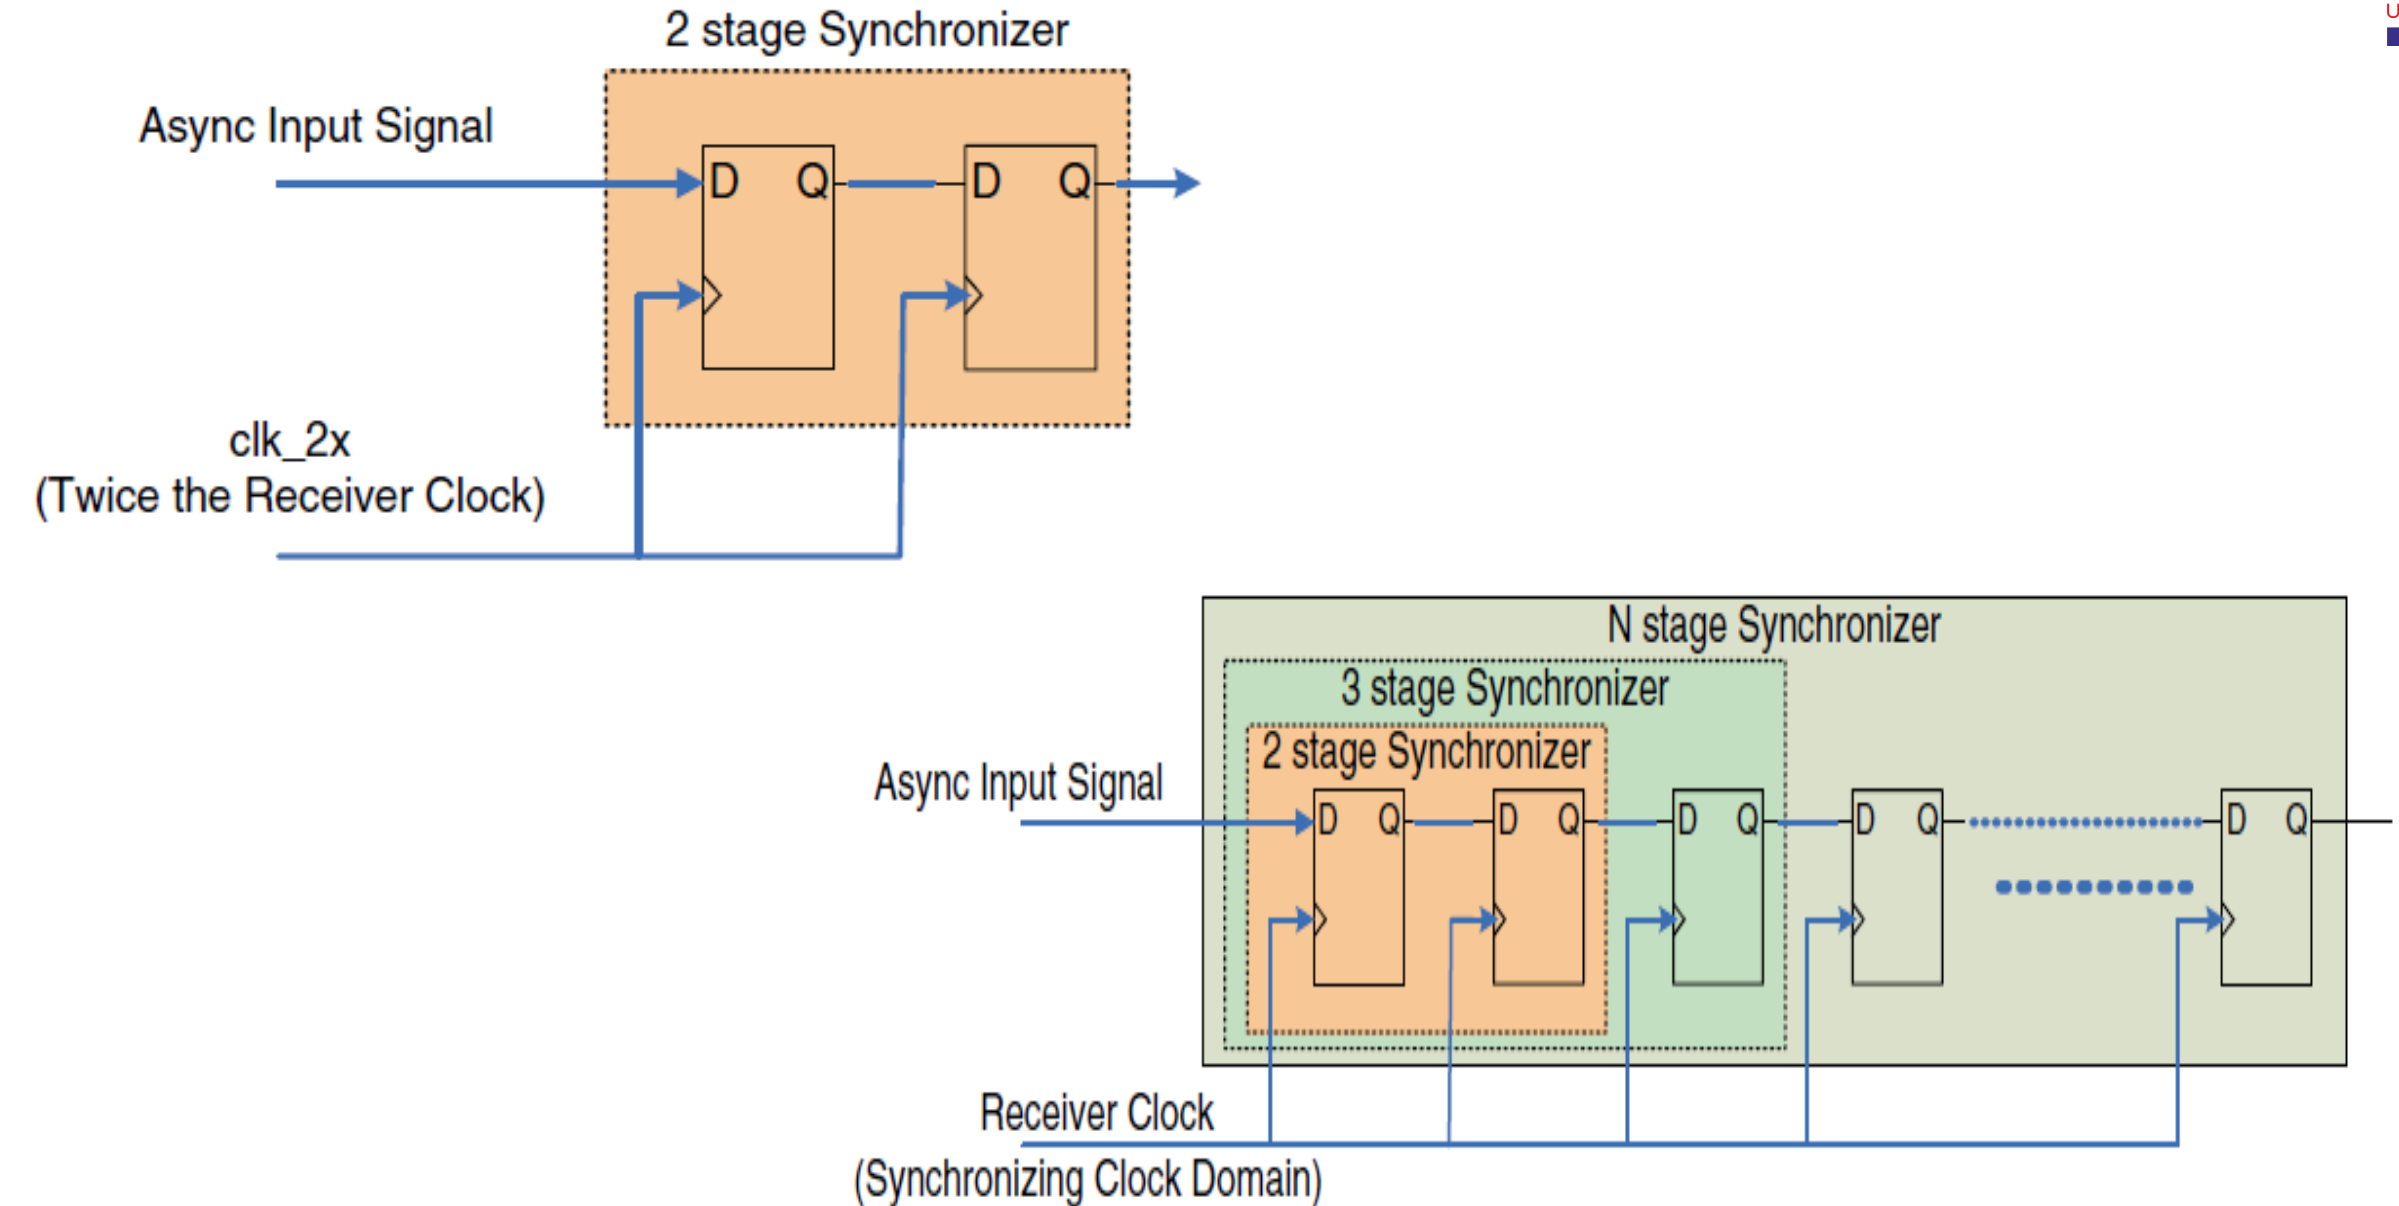 2 stage Synchronizer
Async Input Signal
D Q D Q
clk_2x
(Twice the Receiver Clock)
N stage Synchronizer
3 stage Synchronizer
2 stage Synchronizer
Async Input Signal
D Q D Q D Q D Q D Q
Receiver Clock
(Synchronizing Clock Domain)